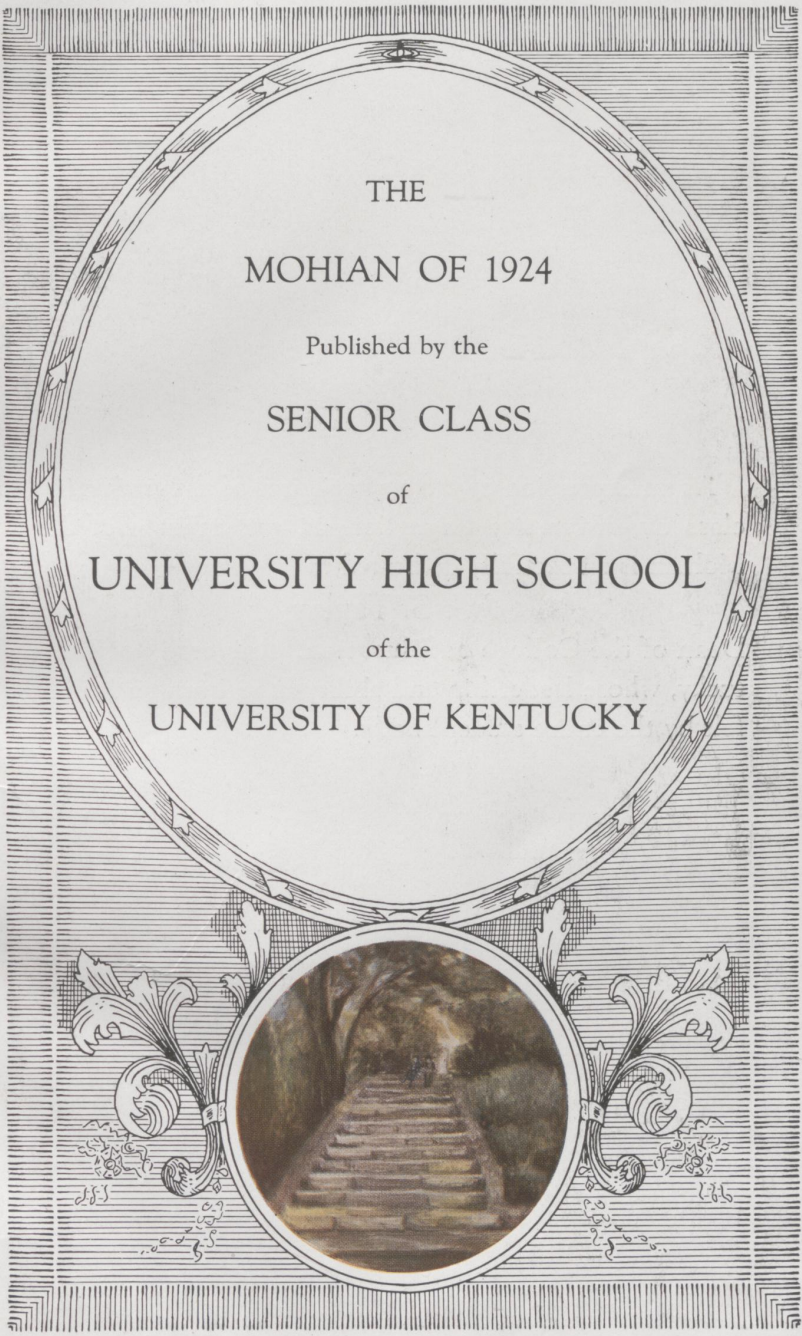 THE
MOHIAN OF 1924
Published by the
SENIOR CLASS
of
UNIVERSITY HIGH SCHOOL
of the
UNIVERSITY OF KENTUCKY